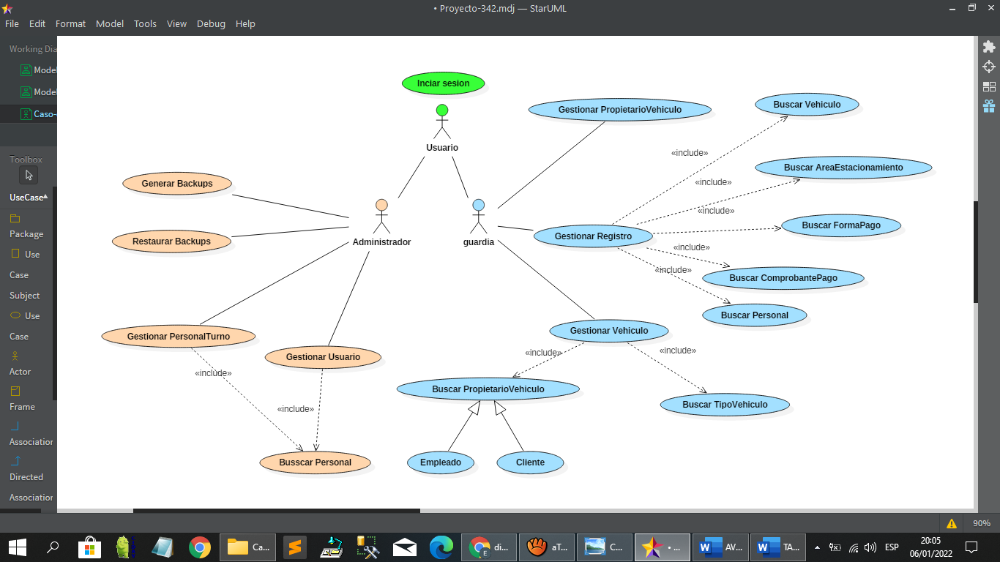 • Proyecto-342.mdj — StarUML
File Edit Format Model Tools View Debug Help
Working Dia
Model
Model
Caso-
Toolbox
UseCase
Package
Use
Case
Subject
Use
Case
Actor
Frame
Association
Directed
Association
Inciar sesion
Usuario
Gestionar PropietarioVehiculo
Buscar Vehiculo
«include»
Buscar AreaEstacionamiento
«include»
Generar Backups
«include»
Buscar FormaPago
Restaurar Backups
Administrador
guardia
Gestionar Registro
«include»
«include»
Buscar ComprobantePago
Buscar Personal
Gestionar PersonalTurno
Gestionar Vehiculo
Gestionar Usuario
«include»
«include»
«include»
Buscar PropietarioVehiculo
Buscar TipoVehiculo
«include»
Busscar Personal
Empleado
Cliente
90%
Ca...
di...
aT...
C...
• ...
AV...
TA...
ESP
20:05
06/01/2022